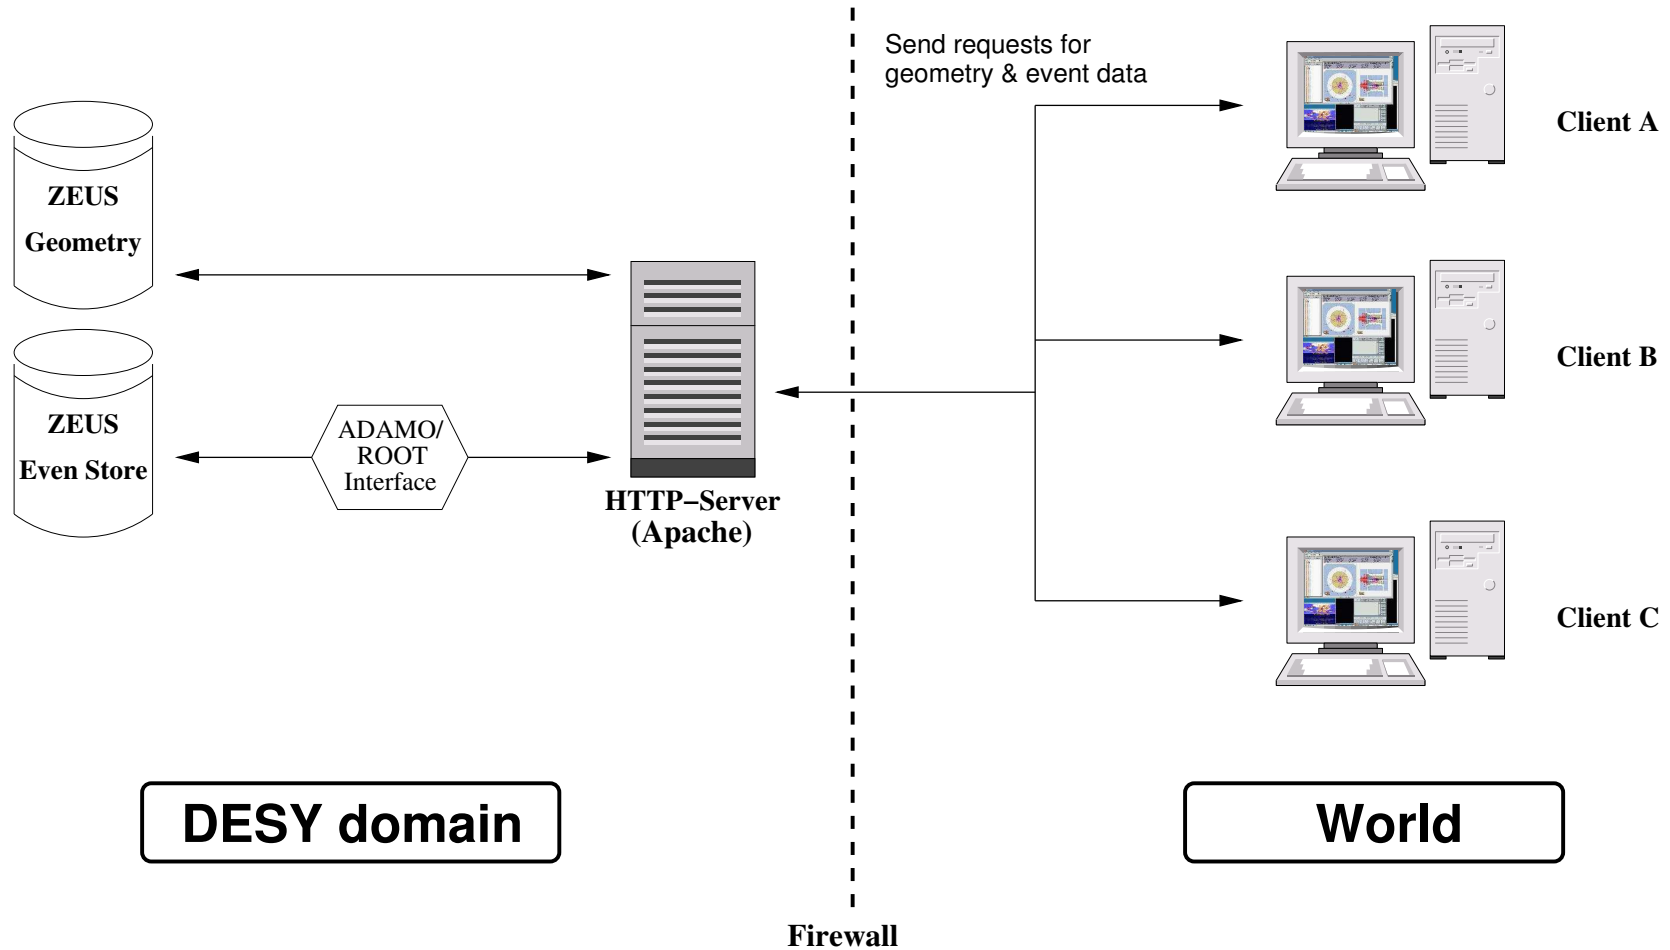 Send requests for
geometry & event data
Client A
ZEUS
Geometry
Client B
ZEUS
Even Store
ADAMO/
ROOT
Interface
HTTP−Server
(Apache)
Client C
DESY domain
World
Firewall